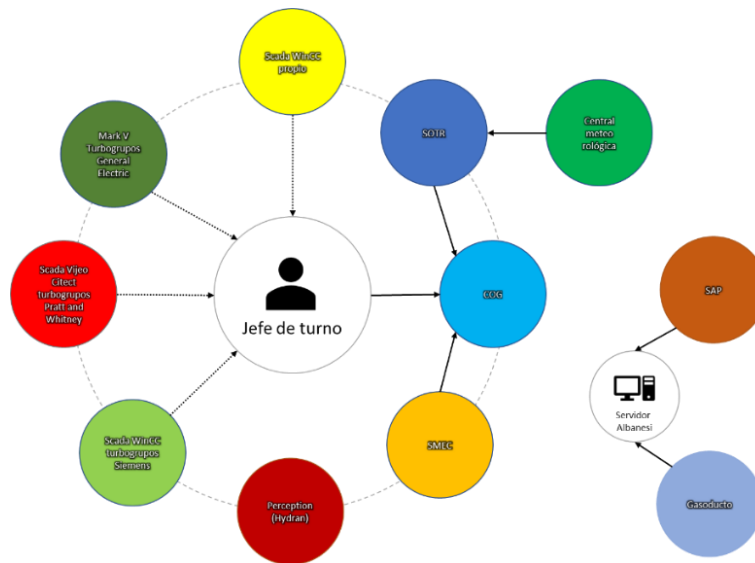 Scada WinCC
propio
Mark V
Turbogrupos
General
Electric
SOTR
Central
meteo
rológica
Scada Vijeo
Citect
turbogrupos
Pratt and
Whitney
Jefe de turno
COG
SAP
Servidor
Albanesi
Scada WinCC
turbogrupos
Siemens
SMEC
Perception
(Hydran)
Gasoducto